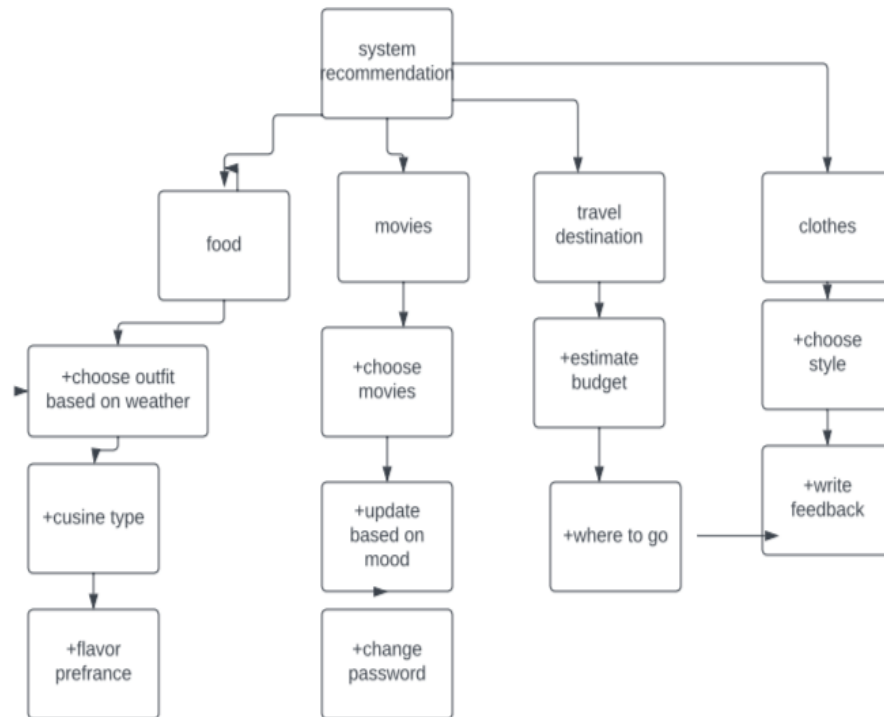 system
recommendation
food
movies
travel
destination
clothes
+choose outfit
based on weather
+choose
movies
+estimate
budget
+choose
style
+cusine type
+update
based on
mood
+where to go
+write
feedback
+flavor
prefrance
+change
password